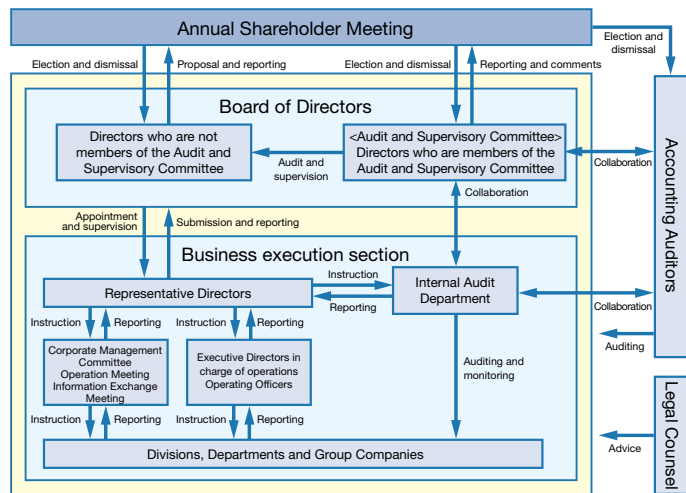 Annual Shareholder Meeting
Election and
dismissal
Election and dismissal
Proposal and reporting
Election and dismissal
Reporting and comments
Board of Directors
Directors who are not
members of the Audit and
Supervisory Committee
Audit and
supervision
<Audit and Supervisory Committee>
Directors who are members of the
Audit and Supervisory Committee
Collaboration
Collaboration
Accounting Auditors
Appointment
and supervision
Submission and reporting
Business execution section
Representative Directors
Instruction
Reporting
Internal Audit
Department
Collaboration
Auditing
Instruction
Reporting
Instruction
Reporting
Corporate Management
Committee
Operation Meeting
Information Exchange
Meeting
Executive Directors in
charge of operations
Operating Officers
Auditing and
monitoring
Instruction
Reporting
Instruction
Reporting
Divisions, Departments and Group Companies
Advice
Legal Counsel